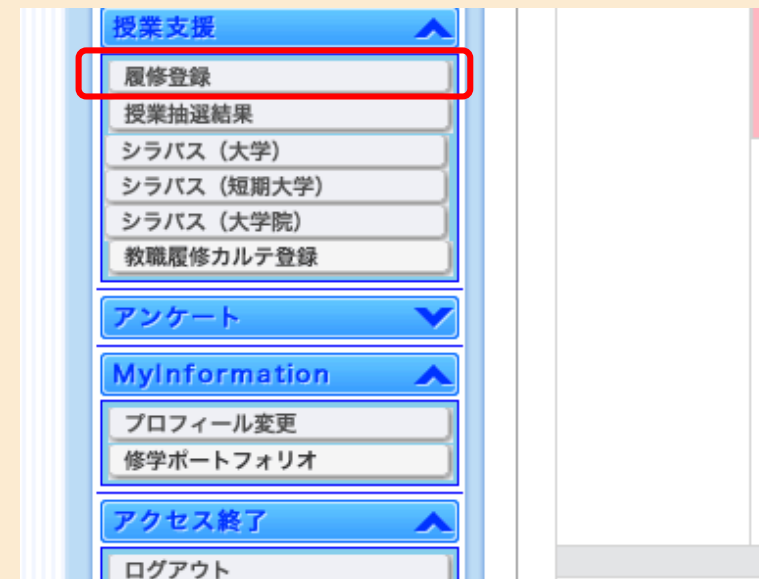 授業支援
履修登録
授業抽選結果
シラバス（大学）
シラバス（短期大学）
シラバス（大学院）
教職履修カルテ登録
アンケート
MyInformation
プロフィール変更
修学ポートフォリオ
アクセス終了
ログアウト